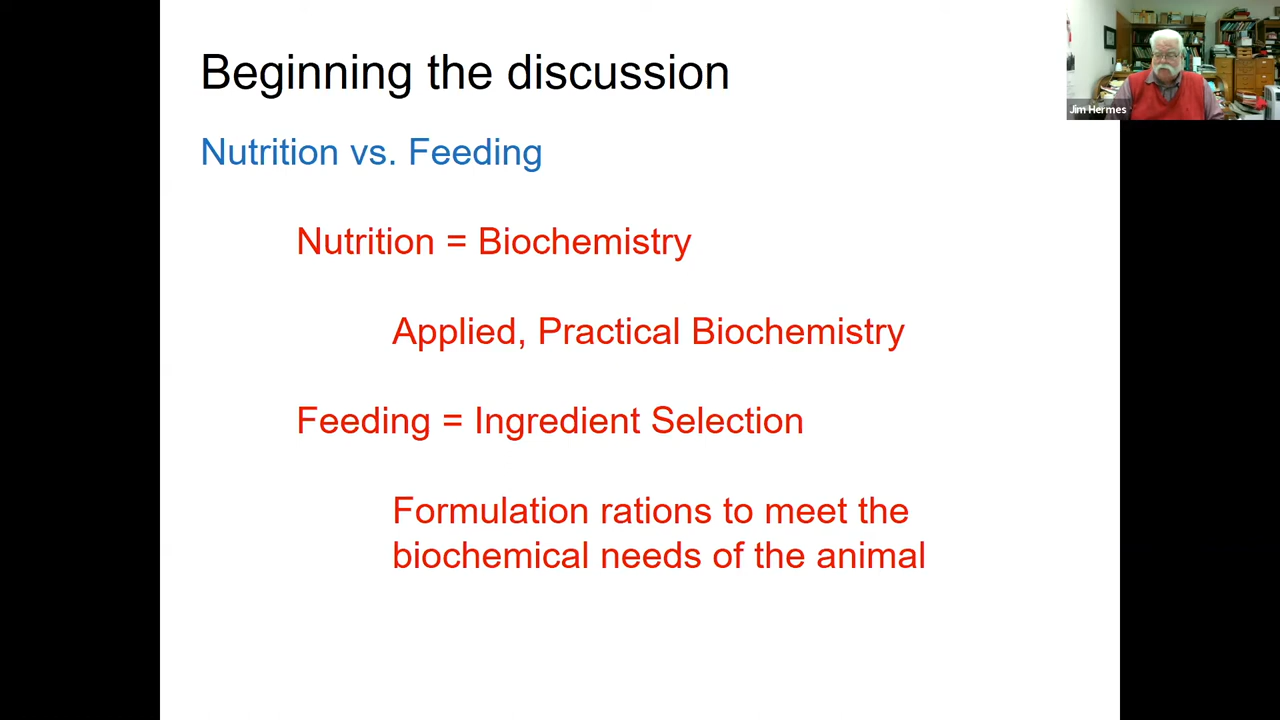 Beginning the discussion
Nutrition vs. Feeding
Nutrition = Biochemistry
Applied, Practical Biochemistry
Feeding = Ingredient Selection
Formulation rations to meet the
biochemical needs of the animal
Jim Hermes